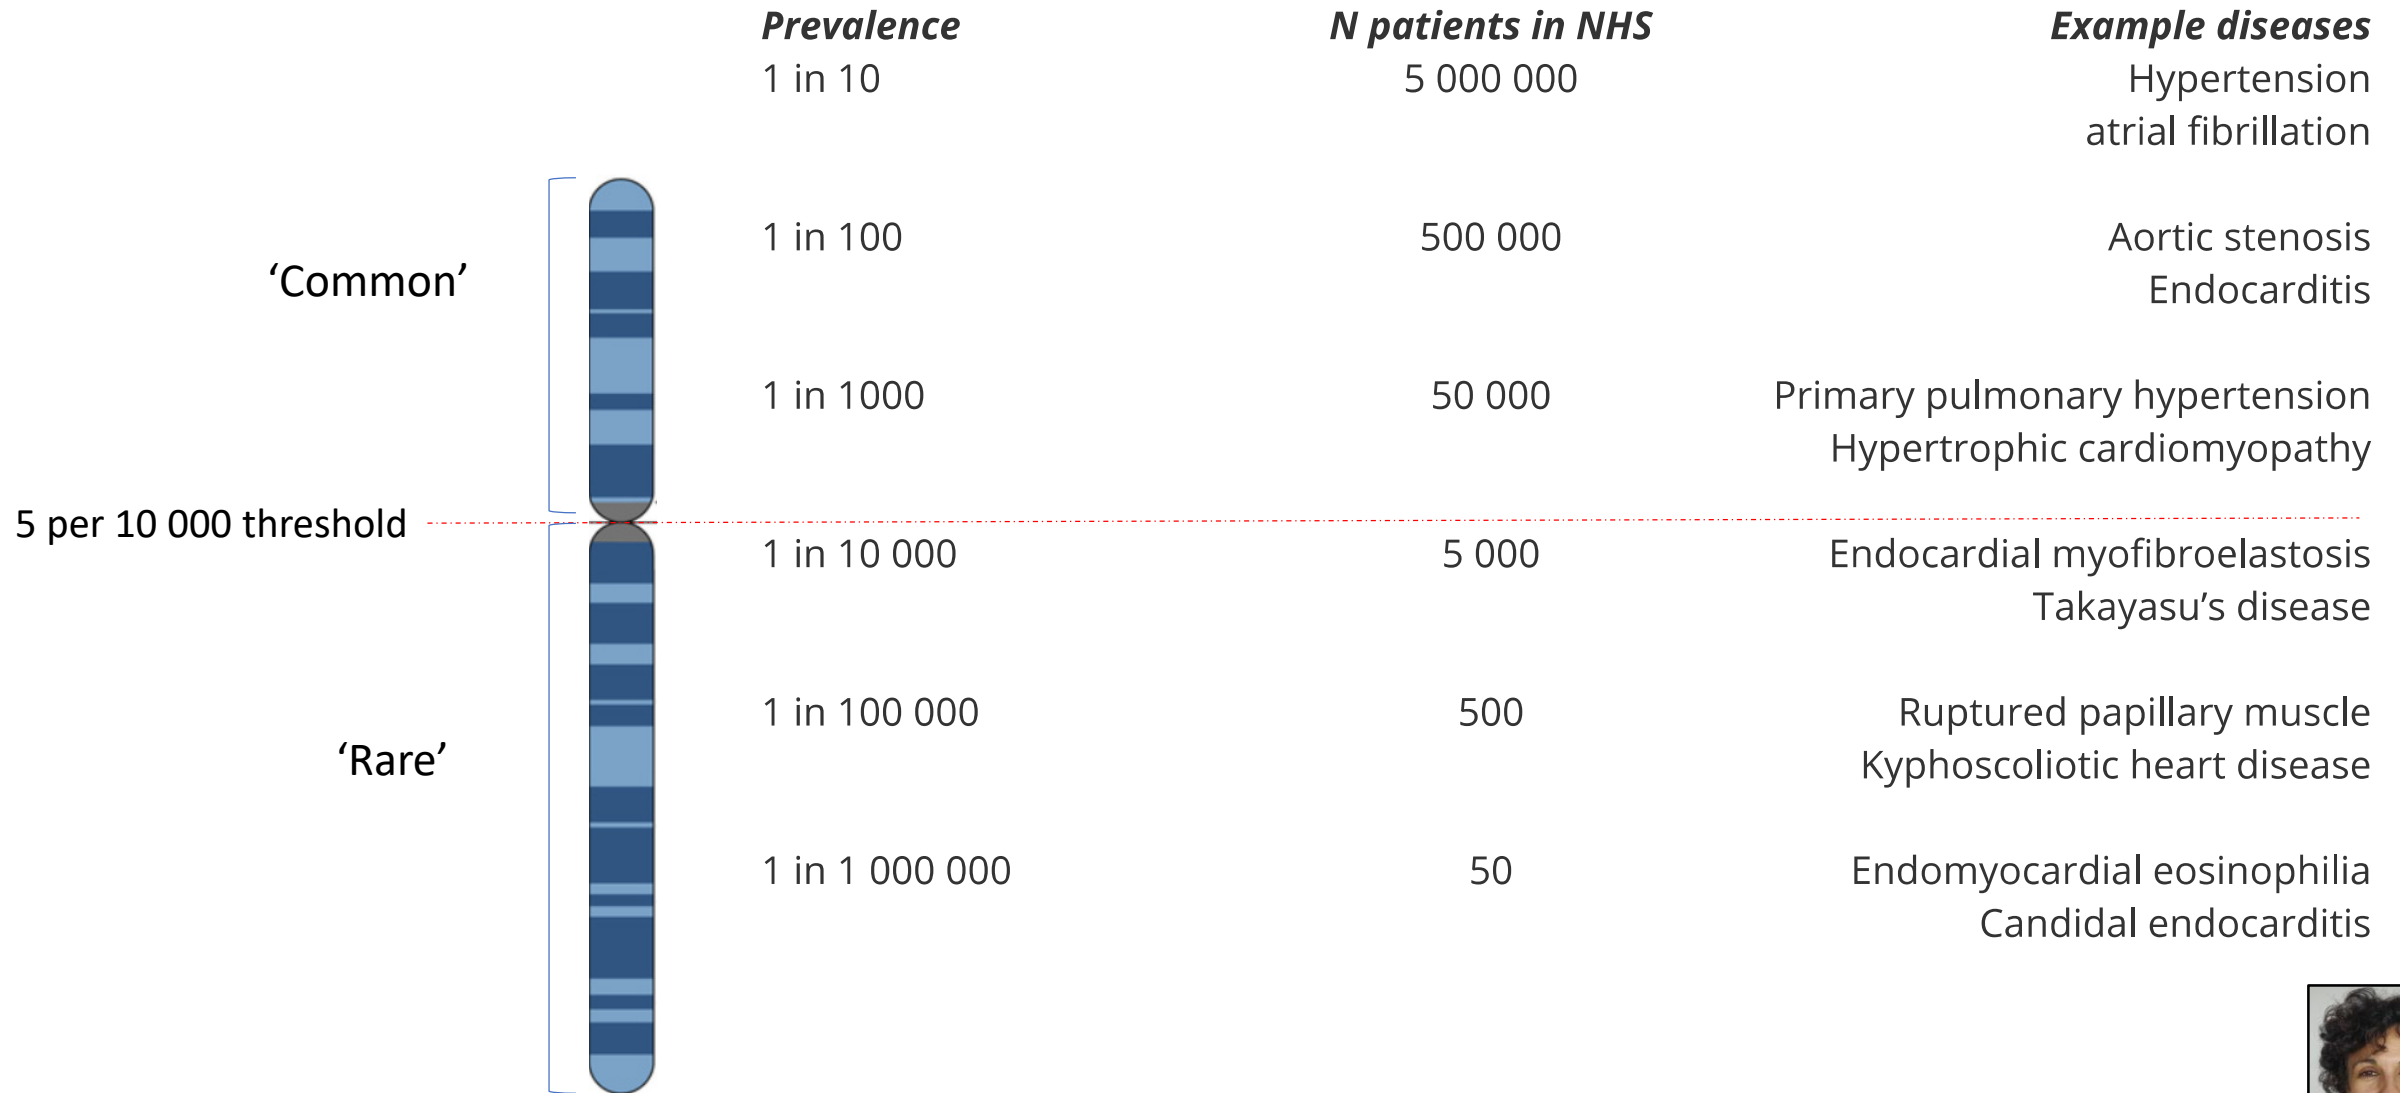 Prevalence N patients in NHS Example diseases
1 in 10 5 000 000 Hypertension
atrial fibrillation
1 in 100 500 000 Aortic stenosis
‘Common’
Endocarditis
1 in 1000 50 000 Primary pulmonary hypertension
Hypertrophic cardiomyopathy
5 per 10 000 threshold
1 in 10 000 5 000 Endocardial myofibroelastosis
Takayasu’s disease
1 in 100 000 500 Ruptured papillary muscle
‘Rare’
Kyphoscoliotic heart disease
1 in 1 000 000 50 Endomyocardial eosinophilia
Candidal endocarditis